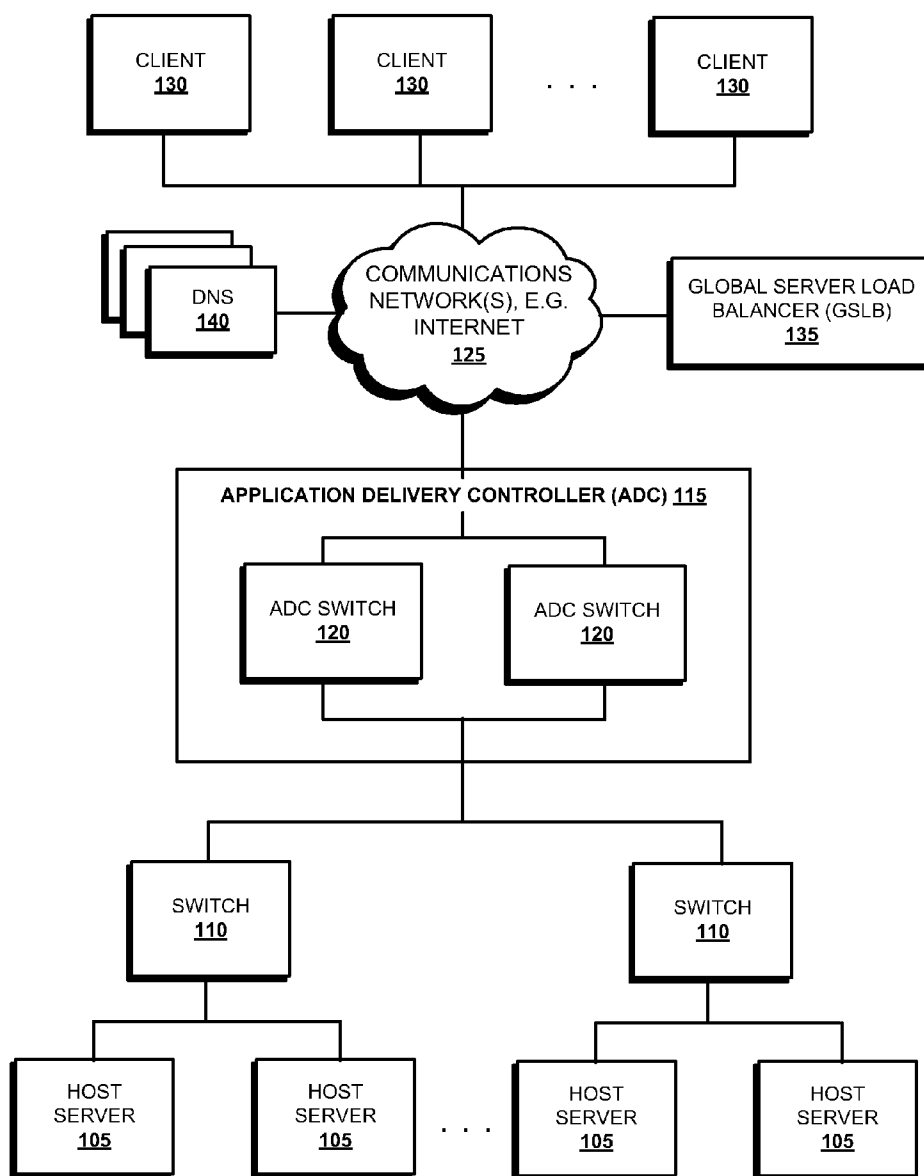 CLIENT
130
CLIENT
130
. . .
CLIENT
130
DNS
140
COMMUNICATIONS
NETWORK(S), E.G.
INTERNET
125
GLOBAL SERVER LOAD
BALANCER (GSLB)
135
APPLICATION DELIVERY CONTROLLER (ADC) 115
ADC SWITCH
120
ADC SWITCH
120
SWITCH
110
SWITCH
110
HOST
SERVER
105
HOST
SERVER
105
. . .
HOST
SERVER
105
HOST
SERVER
105